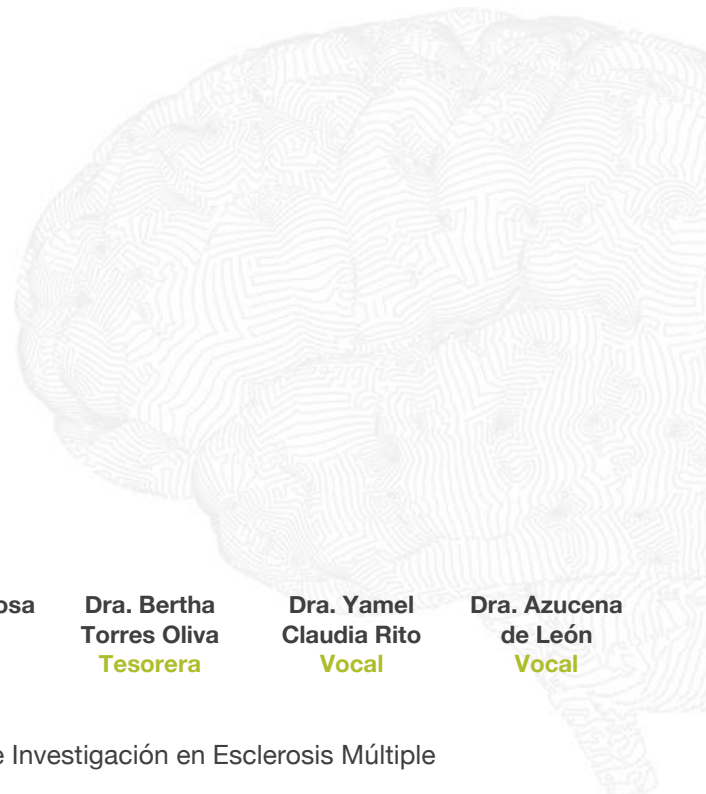 osa
Dra. Bertha
Torres Oliva
Tesorera
Dra. Yamel
Claudia Rito
Vocal
Dra. Azucena
de León
Vocal
e Investigación en Esclerosis Múltiple